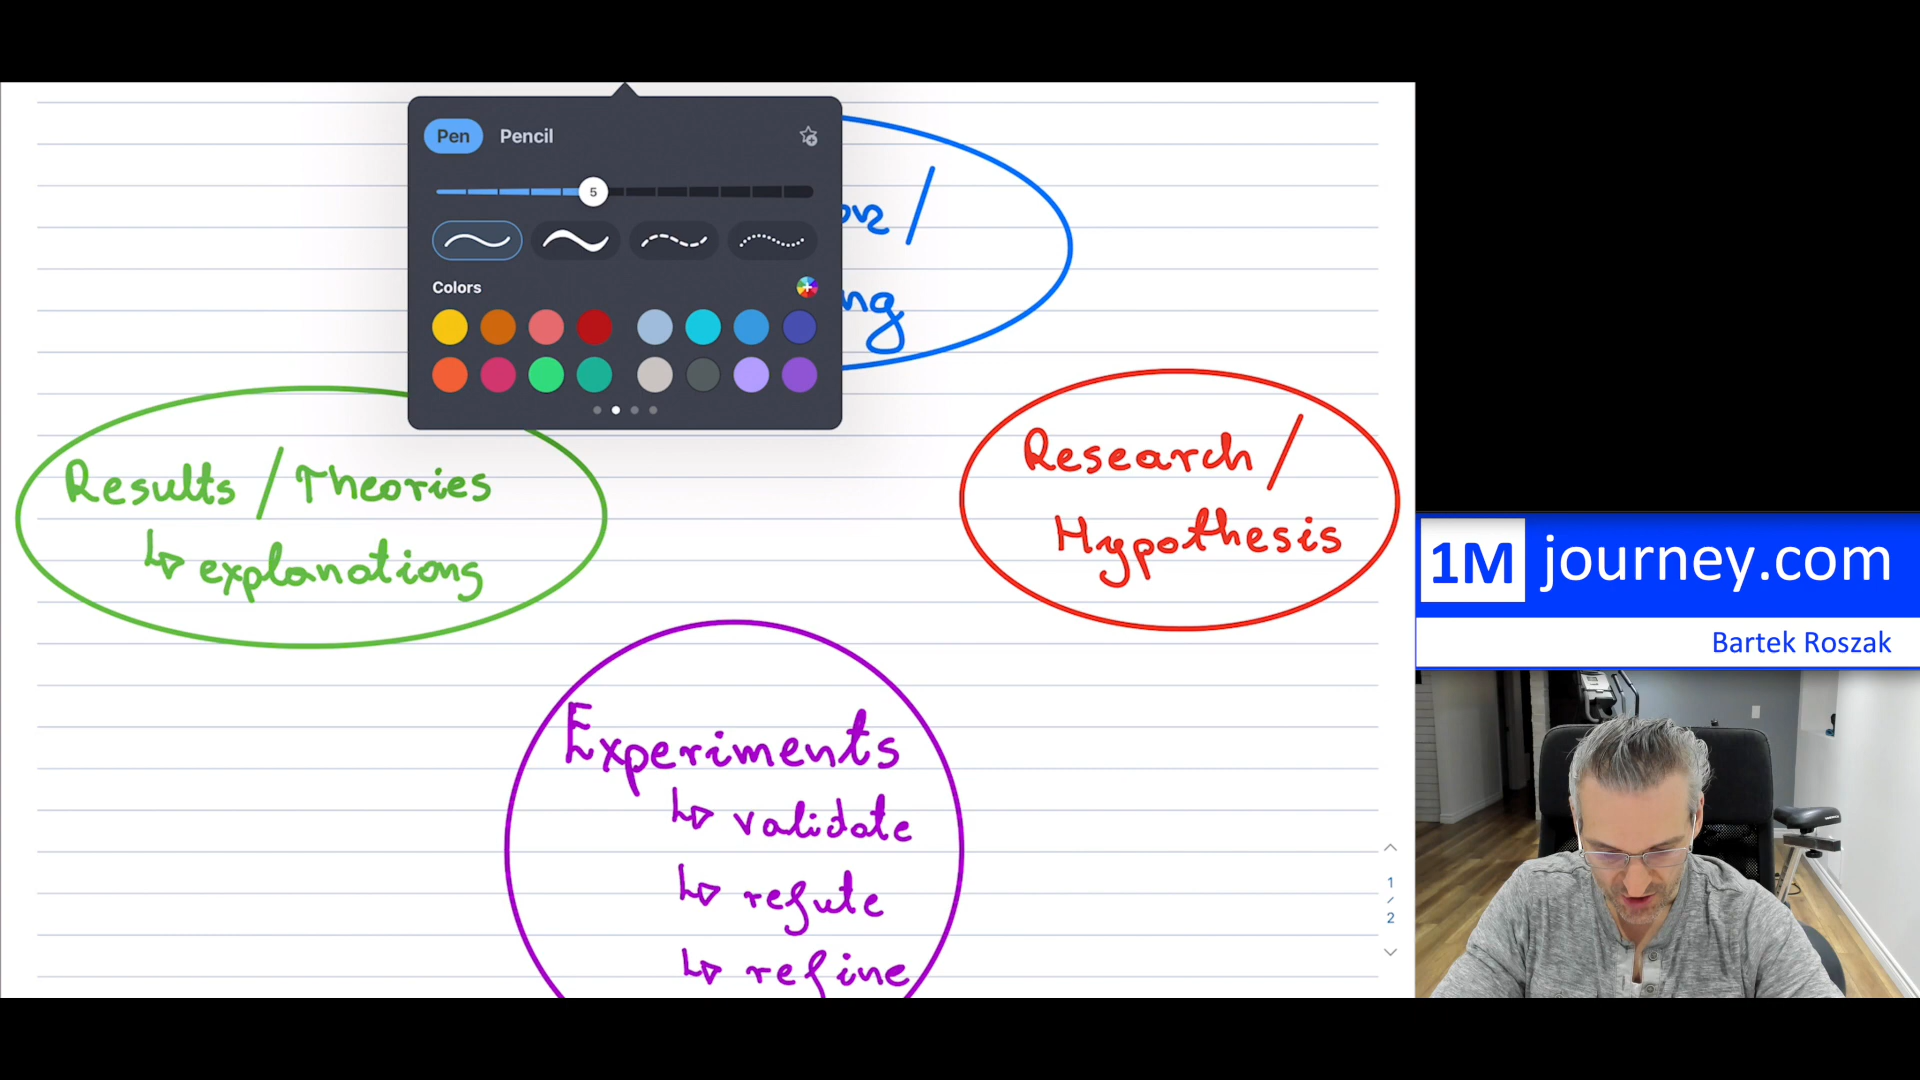 Pen Pencil
5
Colors
Results / Theories
explanations
Research /
Hypothesis
Experiments
validate
refute
refine
1
2
1M journey.com
Bartek Roszak